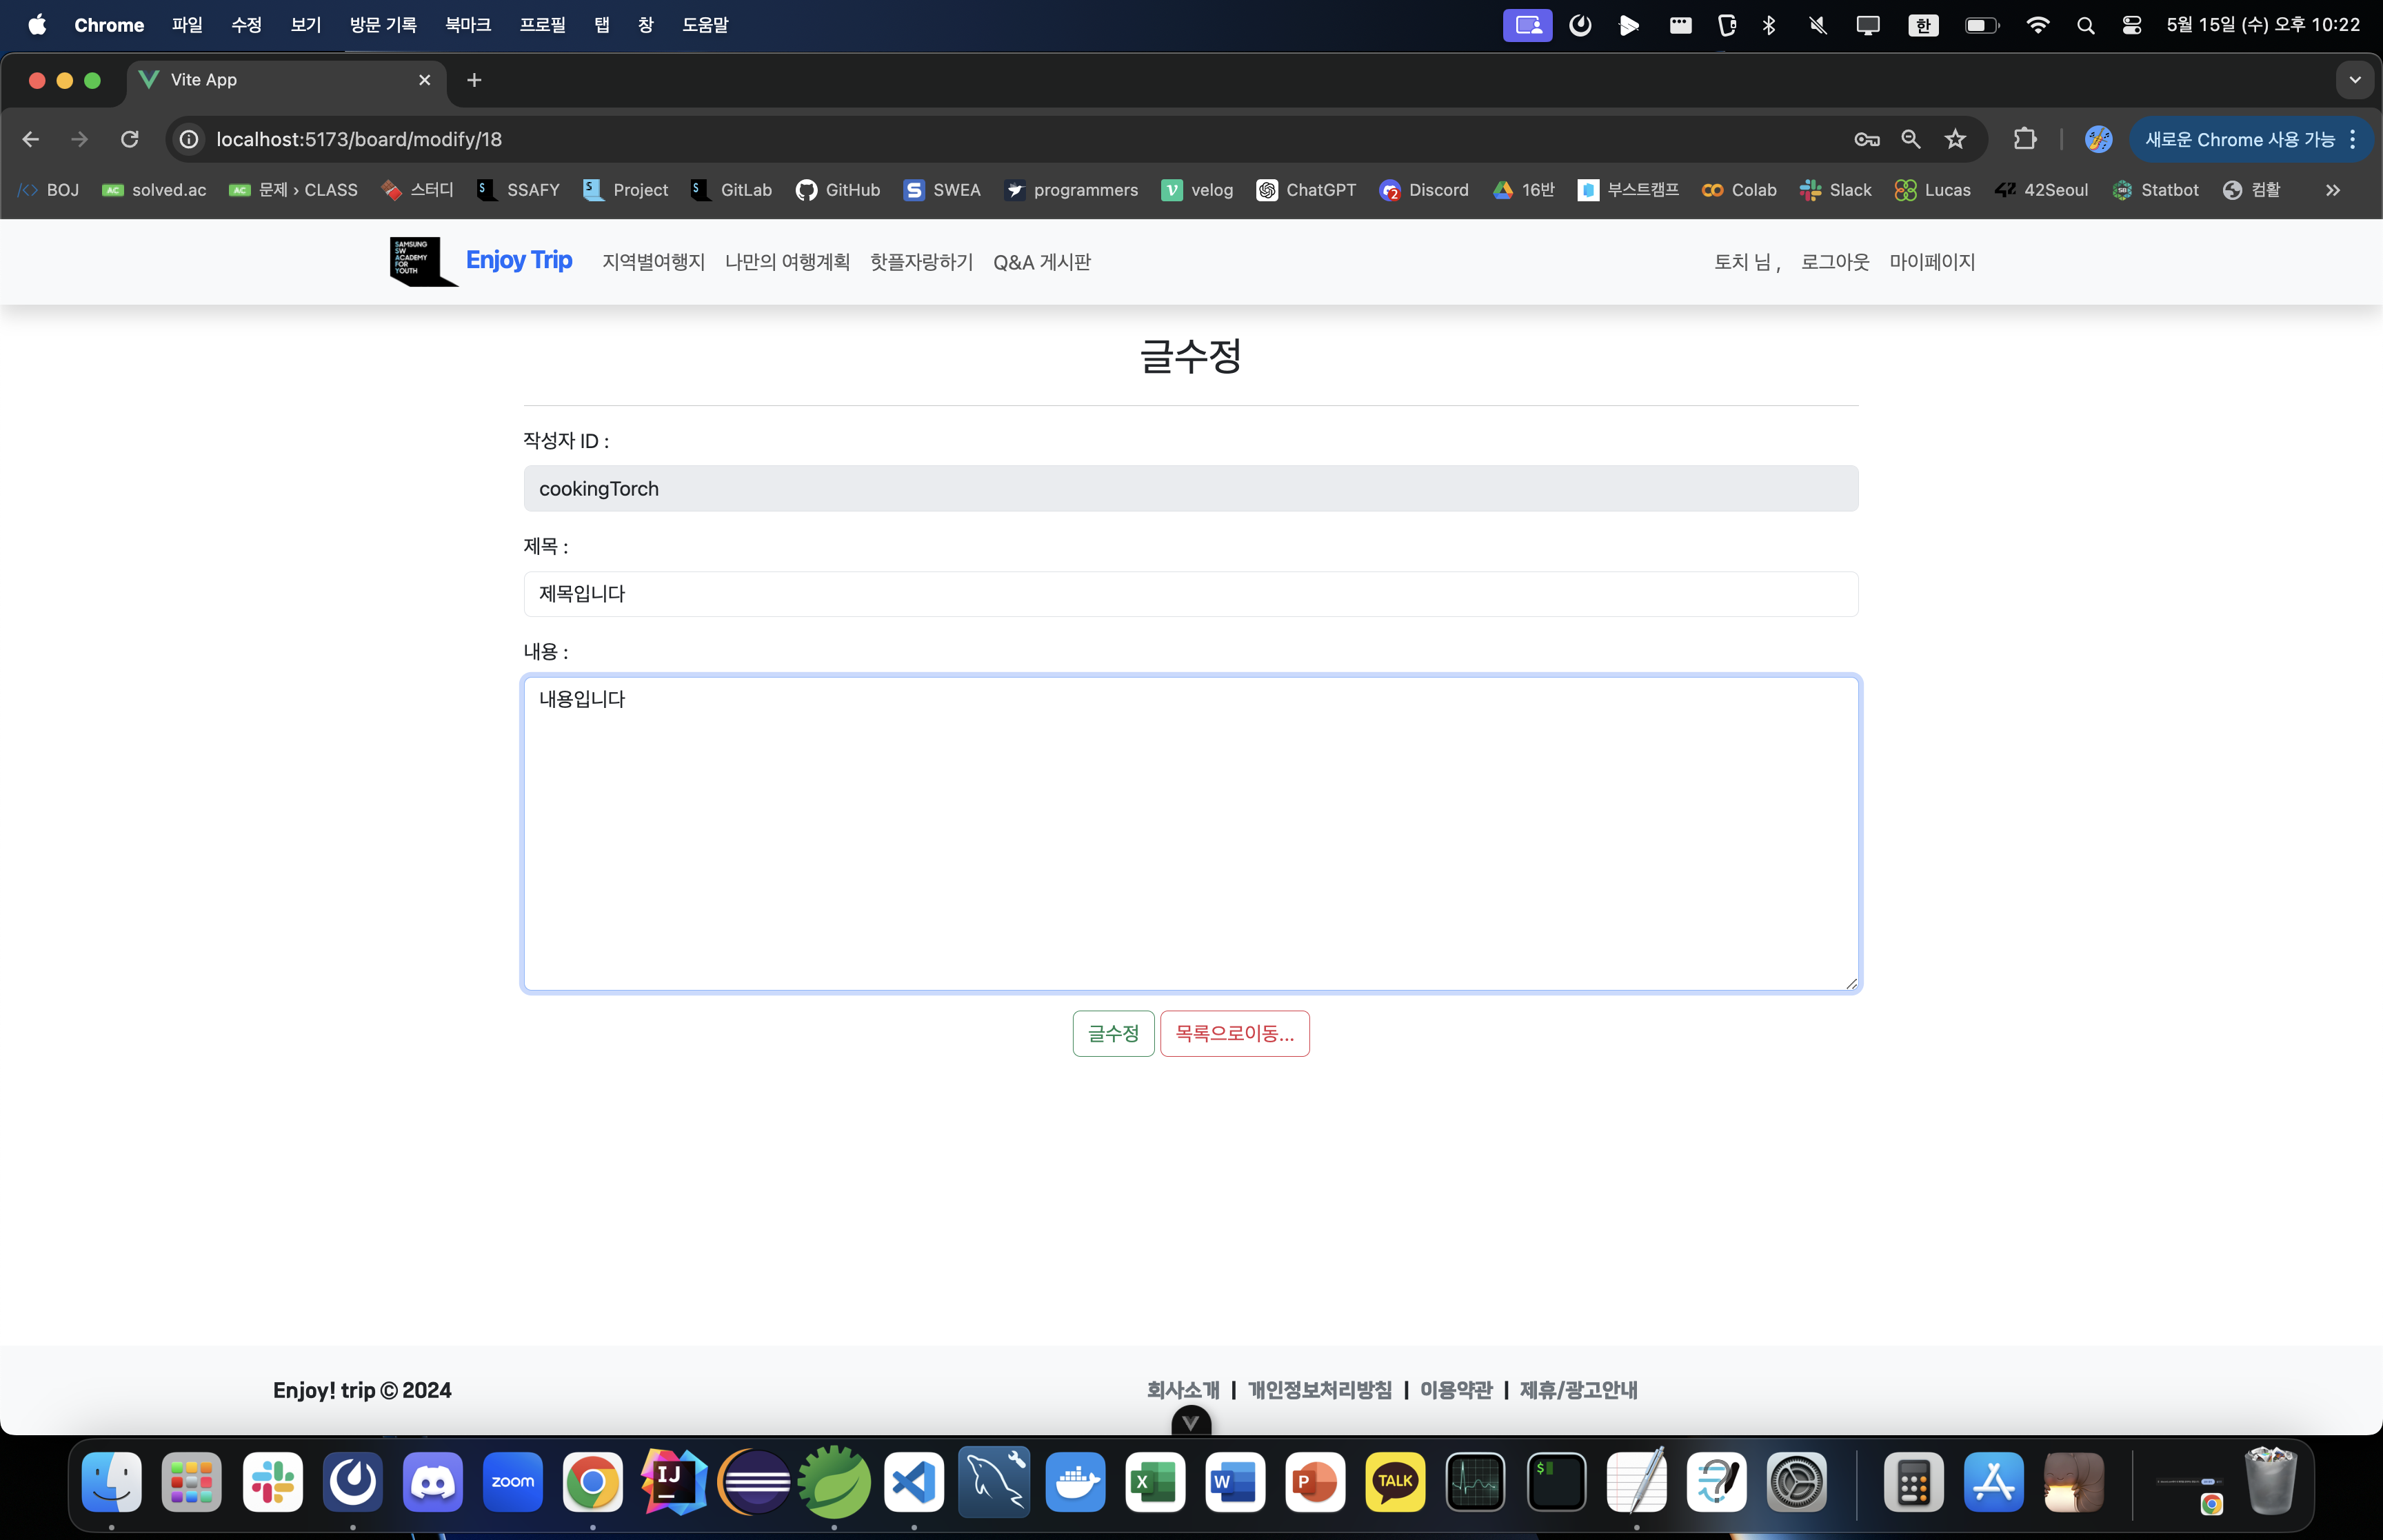 Chrome 파일 수정 보기 방문 기록 북마크 프로필 탭 창 도움말 한 5월 15일 (수) 오후 10:22
Vite App
localhost:5173/board/modify/18 새로운 Chrome 사용 가능
BOJ AC solved.ac AC 문제 › CLASS 스터디 S SSAFY S Project S GitLab GitHub S SWEA programmers v velog ChatGPT 2 Discord 16반 부스트캠프 Colab Slack Lucas 42 42Seoul Statbot 컴활
SAMSUNG
SW
ACADEMY
FOR
YOUTH
Enjoy Trip 지역별여행지 나만의 여행계획 핫플자랑하기 Q&A 게시판 토치 님 , 로그아웃 마이페이지
글수정
작성자 ID :
cookingTorch
제목 :
제목입니다
내용 :
내용입니다
글수정 목록으로이동...
Enjoy! trip © 2024 회사소개 | 개인정보처리방침 | 이용약관 | 제휴/광고안내
zoom IJ X W P TALK $